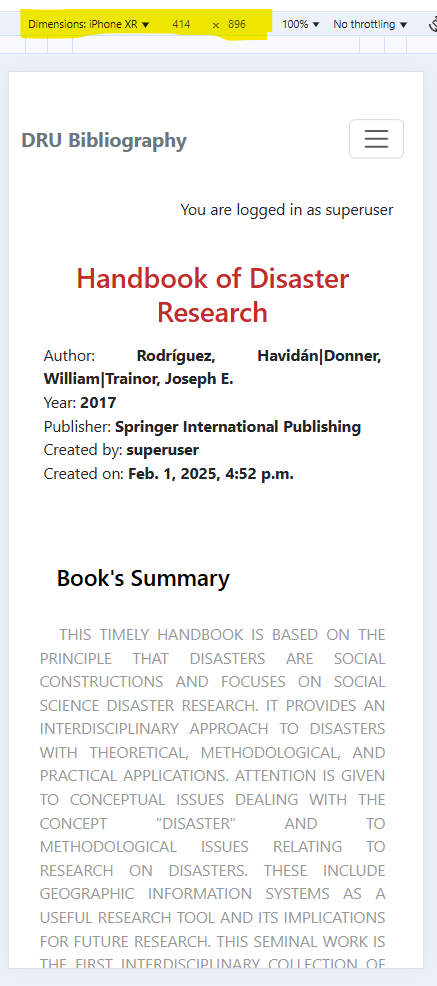 Dimensions: iPhone XR ▼ 414 × 896 100% ▼ No throttling ▼
DRU Bibliography
You are logged in as superuser
Handbook of Disaster
Research
Author: Rodríguez, Havidán|Donner,
William|Trainor, Joseph E.
Year: 2017
Publisher: Springer International Publishing
Created by: superuser
Created on: Feb. 1, 2025, 4:52 p.m.
Book's Summary
THIS TIMELY HANDBOOK IS BASED ON THE
PRINCIPLE THAT DISASTERS ARE SOCIAL
CONSTRUCTIONS AND FOCUSES ON SOCIAL
SCIENCE DISASTER RESEARCH. IT PROVIDES AN
INTERDISCIPLINARY APPROACH TO DISASTERS
WITH THEORETICAL, METHODOLOGICAL, AND
PRACTICAL APPLICATIONS. ATTENTION IS GIVEN
TO CONCEPTUAL ISSUES DEALING WITH THE
CONCEPT "DISASTER" AND TO
METHODOLOGICAL ISSUES RELATING TO
RESEARCH ON DISASTERS. THESE INCLUDE
GEOGRAPHIC INFORMATION SYSTEMS AS A
USEFUL RESEARCH TOOL AND ITS IMPLICATIONS
FOR FUTURE RESEARCH. THIS SEMINAL WORK IS
THE FIRST INTERDISCIPLINARY COLLECTION OF